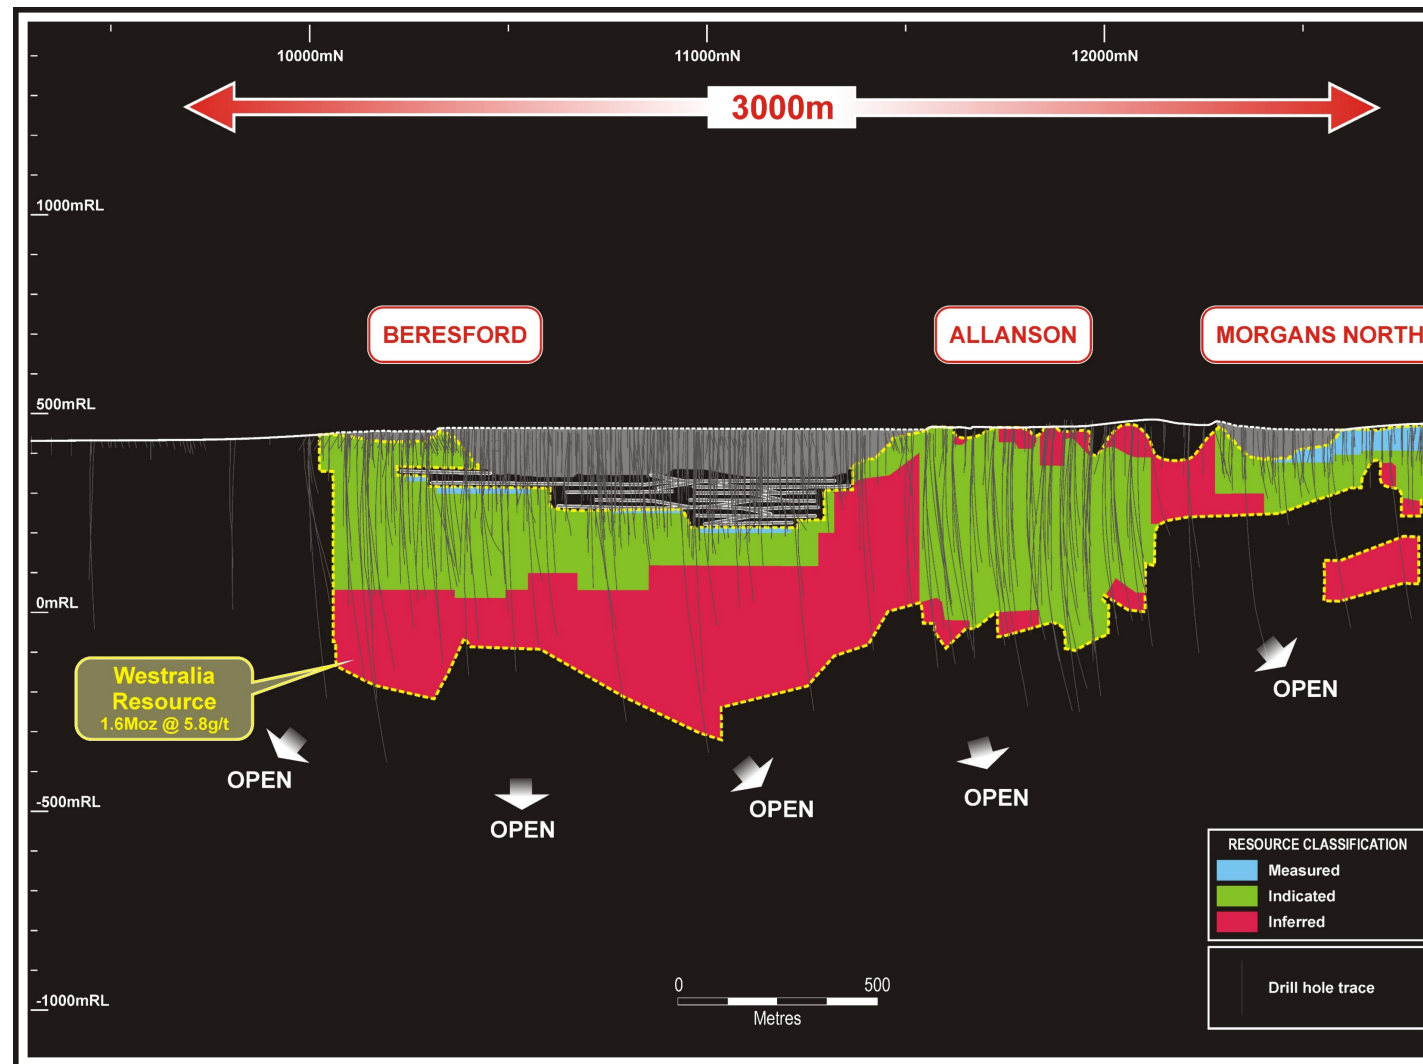 10000mN
11000mN
12000mN
3000m
1000mRL
BERESFORD
ALLANSON
MORGANS NORTH
500mRL
0mRL
Westralia
Resource
1.6Moz @ 5.8g/t
OPEN
OPEN
OPEN
OPEN
OPEN
-500mRL
RESOURCE CLASSIFICATION
Measured
Indicated
Inferred
Drill hole trace
0 500
Metres
-1000mRL